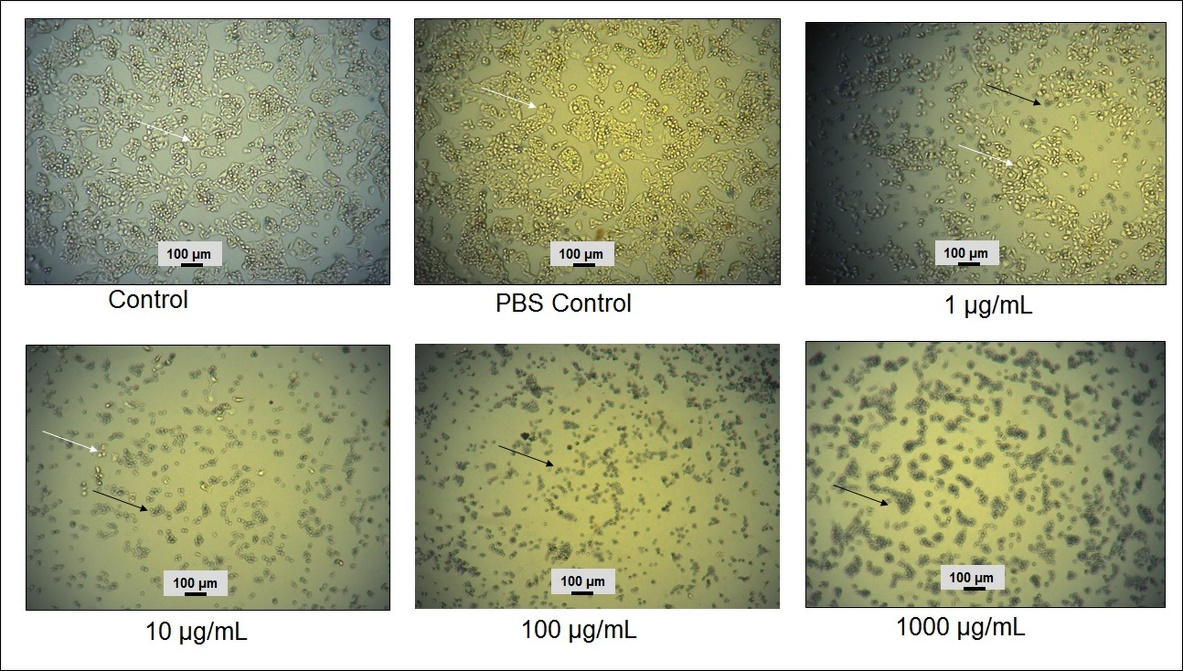 100 µm
100 µm
100 µm
Control
PBS Control
1 µg/mL
100 µm
100 µm
100 µm
10 µg/mL
100 µg/mL
1000 µg/mL